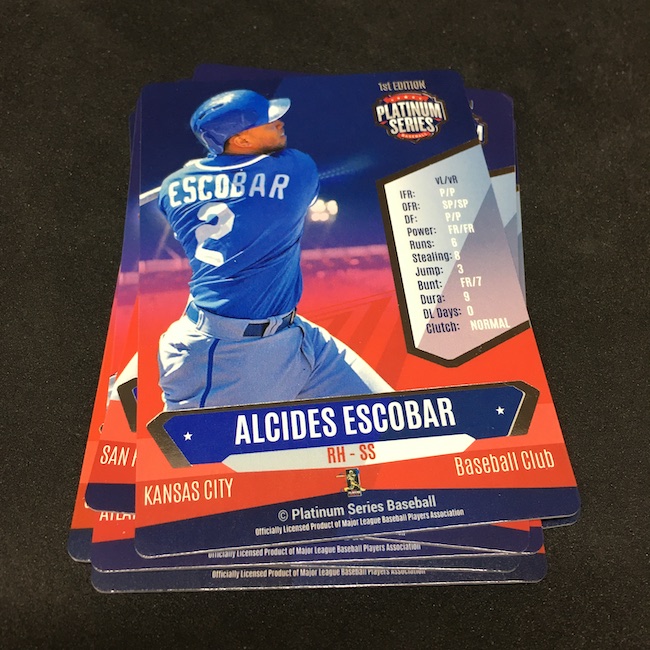 1st EDITION
PLATINUM
SERIES
BASEBALL
ESCOBAR
2
vL/vR
IFR: P/P
OFR: SP/SP
DF: P/P
Power: FR/FR
Runs: 6
Stealing: 8
Jump: 3
Bunt: FR/7
Dura: 9
DL Days: 0
Clutch: NORMAL
ALCIDES ESCOBAR
RH - SS
KANSAS CITY
Baseball Club
© Platinum Series Baseball
Officially Licensed Product of Major League Baseball Players Association
SAN
ATLA
Officially Licensed Product of Major League Baseball Players Association
Officially Licensed Product of Major League Baseball Players Association